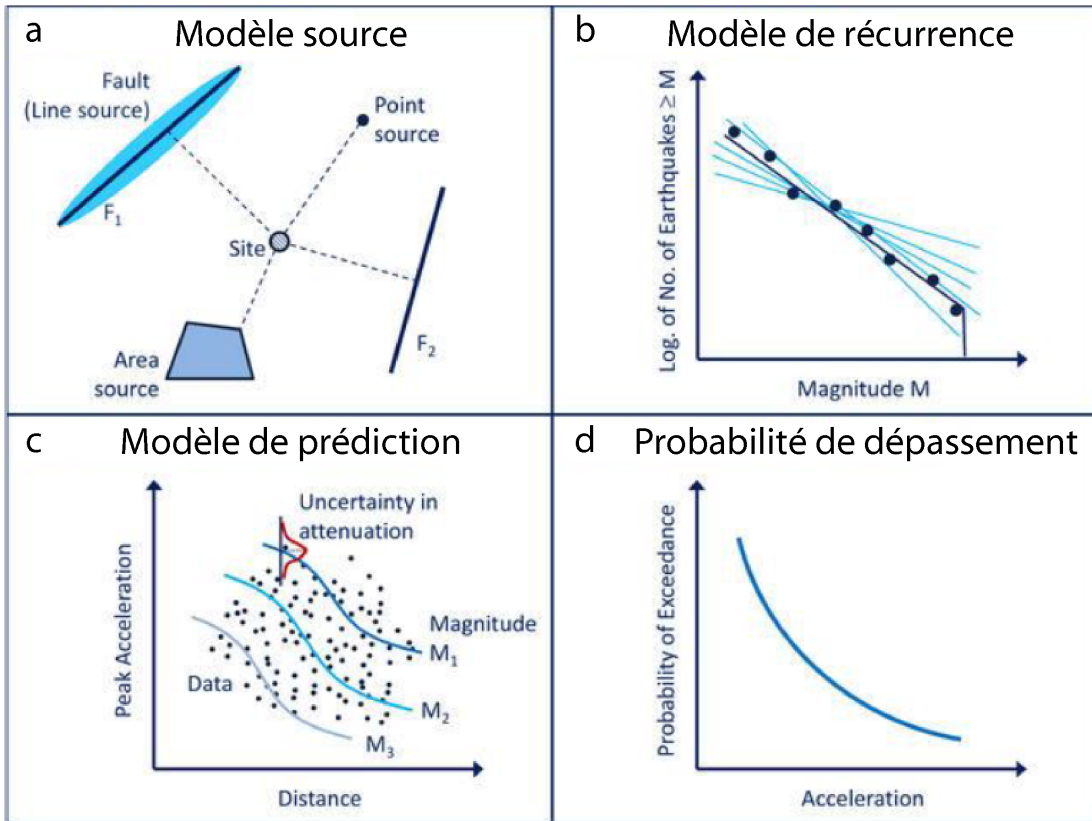 a Modèle source
Fault
(Line source)
F₁
Point
source
Site
F₂
Area
source
b Modèle de récurrence
Log. of No. of Earthquakes ≥ M
Magnitude M
c Modèle de prédiction
Uncertainty in
attenuation
Peak Acceleration
Magnitude
M₁
Data
M₂
M₃
Distance
d Probabilité de dépassement
Probability of Exceedance
Acceleration